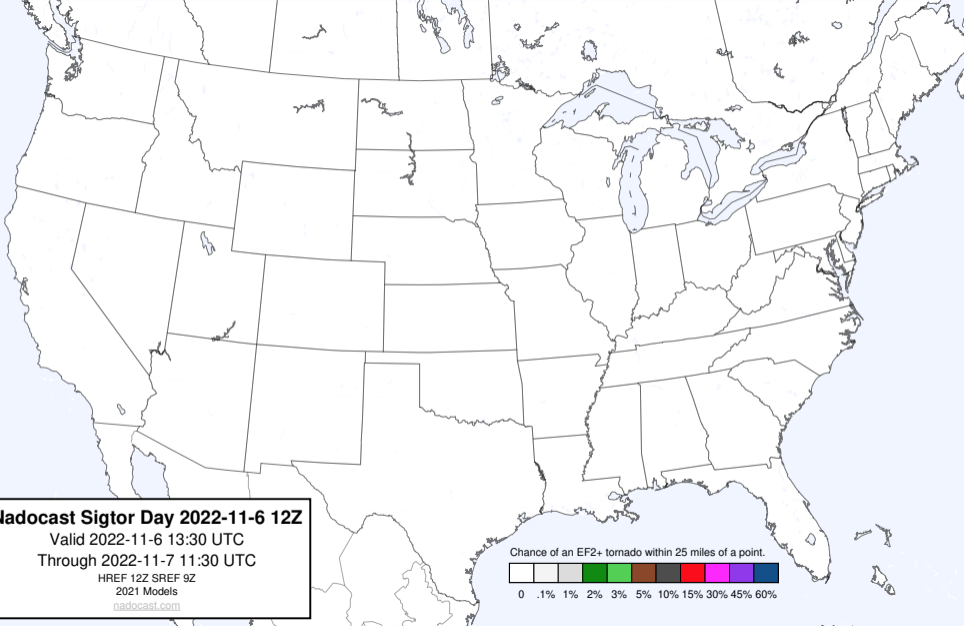 Nadocast Sigtor Day 2022-11-6 12Z
Valid 2022-11-6 13:30 UTC
Through 2022-11-7 11:30 UTC
HREF 12Z SREF 9Z
2021 Models
nadocast.com
Chance of an EF2+ tornado within 25 miles of a point.
0 .1% 1% 2% 3% 5% 10% 15% 30% 45% 60%